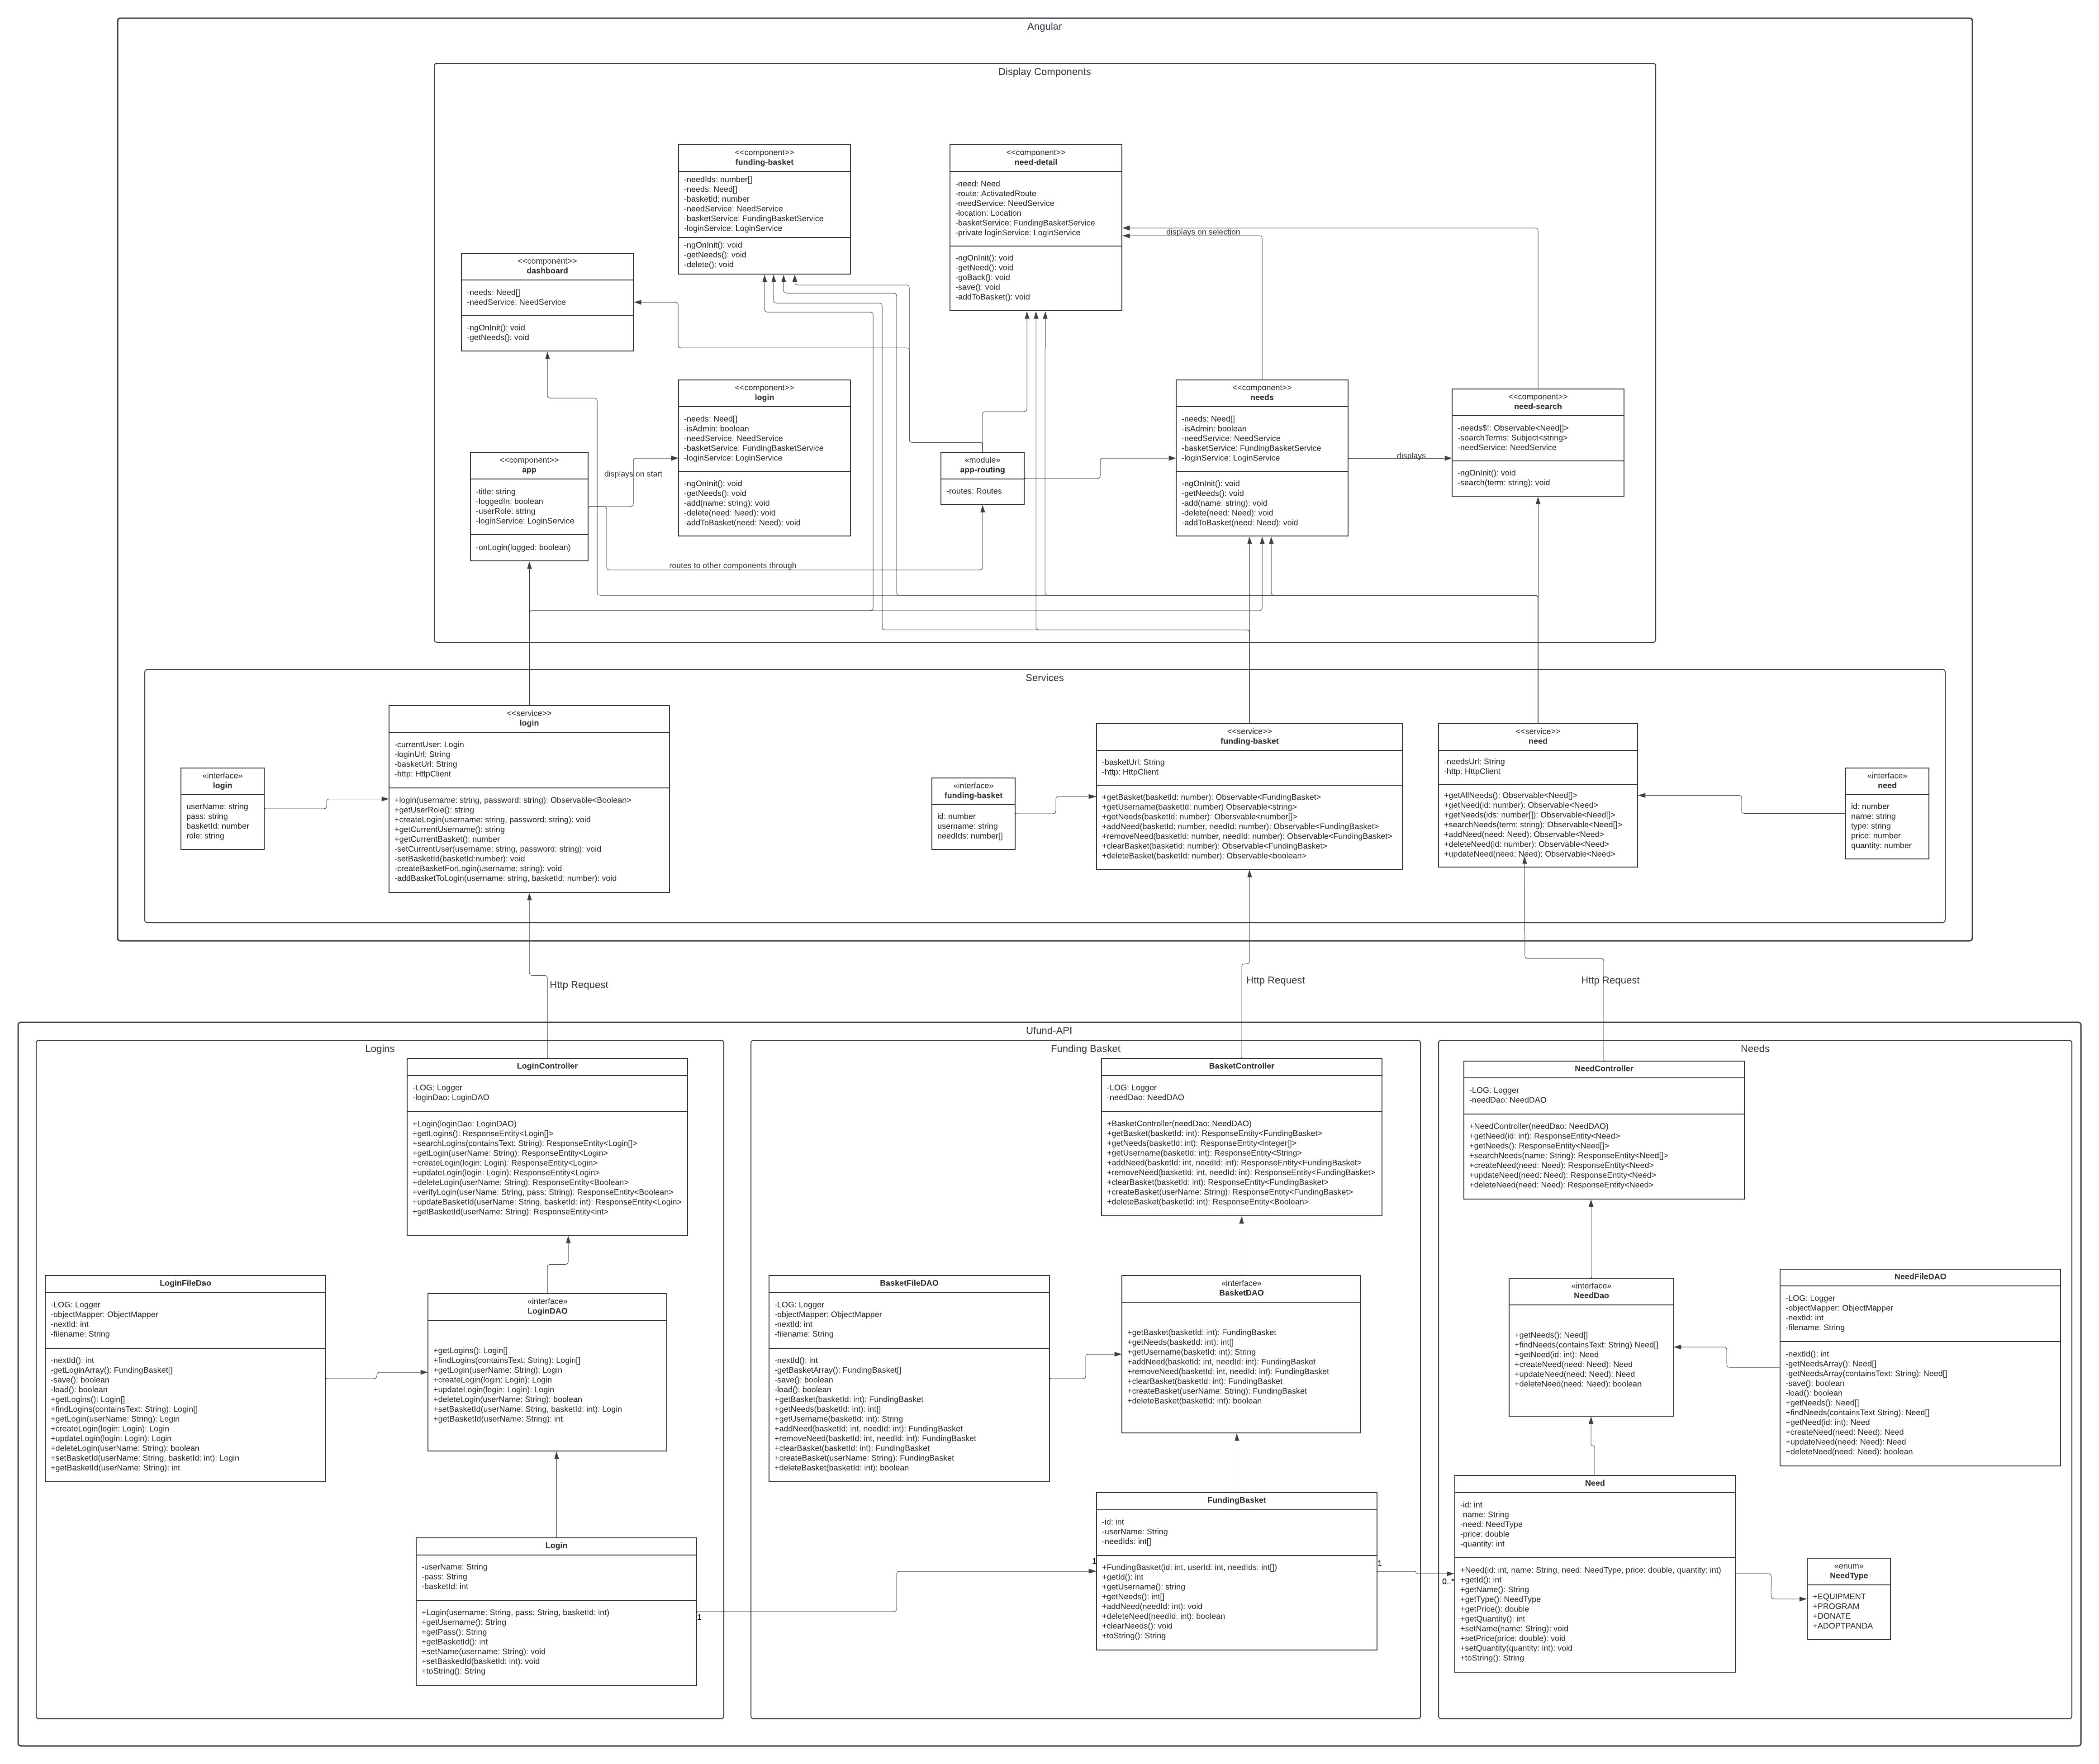 Angular
Display Components
<<component>>
funding-basket
-needIds: number[]
-needs: Need[]
-basketId: number
-needService: NeedService
-basketService: FundingBasketService
-loginService: LoginService
-ngOnInit(): void
-getNeeds(): void
-delete(): void
<<component>>
need-detail
-need: Need
-route: ActivatedRoute
-needService: NeedService
-location: Location
-basketService: FundingBasketService
-private loginService: LoginService
-ngOnInit(): void
-getNeed(): void
-goBack(): void
-save(): void
-addToBasket(): void
displays on selection
<<component>>
dashboard
-needs: Need[]
-needService: NeedService
-ngOnInit(): void
-getNeeds(): void
<<component>>
login
-needs: Need[]
-isAdmin: boolean
-needService: NeedService
-basketService: FundingBasketService
-loginService: LoginService
-ngOnInit(): void
-getNeeds(): void
-add(name: string): void
-delete(need: Need): void
-addToBasket(need: Need): void
<<component>>
app
-title: string
-loggedIn: boolean
-userRole: string
-loginService: LoginService
-onLogin(logged: boolean)
displays on start
routes to other components through
«module»
app-routing
-routes: Routes
<<component>>
needs
-needs: Need[]
-isAdmin: boolean
-needService: NeedService
-basketService: FundingBasketService
-loginService: LoginService
-ngOnInit(): void
-getNeeds(): void
-add(name: string): void
-delete(need: Need): void
-addToBasket(need: Need): void
displays
<<component>>
need-search
-needs$!: Observable<Need[]>
-searchTerms: Subject<string>
-needService: NeedService
-ngOnInit(): void
-search(term: string): void
Services
«interface»
login
userName: string
pass: string
basketId: number
role: string
<<service>>
login
-currentUser: Login
-loginUrl: String
-basketUrl: String
-http: HttpClient
+login(username: string, password: string): Observable<Boolean>
+getUserRole(): string
+createLogin(username: string, password: string): void
+getCurrentUsername(): string
+getCurrentBasket(): number
-setCurrentUser(username: string, password: string): void
-setBasketId(basketId:number): void
-createBasketForLogin(username: string): void
-addBasketToLogin(username: string, basketId: number): void
«interface»
funding-basket
id: number
username: string
needIds: number[]
<<service>>
funding-basket
-basketUrl: String
-http: HttpClient
+getBasket(basketId: number): Observable<FundingBasket>
+getUsername(basketId: number) Observable<string>
+getNeeds(basketId: number): Observable<number[]>
+addNeed(basketId: number, needId: number): Observable<FundingBasket>
+removeNeed(basketId: number, needId: number): Observable<FundingBasket>
+clearBasket(basketId: number): Observable<FundingBasket>
+deleteBasket(basketId: number): Observable<boolean>
<<service>>
need
-needsUrl: String
-http: HttpClient
+getAllNeeds(): Observable<Need[]>
+getNeed(id: number): Observable<Need>
+getNeeds(ids: number[]): Observable<Need[]>
+searchNeeds(term: string): Observable<Need[]>
+addNeed(need: Need): Observable<Need>
+deleteNeed(id: number): Observable<Need>
+updateNeed(need: Need): Observable<Need>
«interface»
need
id: number
name: string
type: string
price: number
quantity: number
Http Request
Http Request
Http Request
Ufund-API
Logins
LoginController
-LOG: Logger
-loginDao: LoginDAO
+Login(loginDao: LoginDAO)
+getLogins(): ResponseEntity<Login[]>
+searchLogins(containsText: String): ResponseEntity<Login[]>
+getLogin(userName: String): ResponseEntity<Login>
+createLogin(login: Login): ResponseEntity<Login>
+updateLogin(login: Login): ResponseEntity<Login>
+deleteLogin(userName: String): ResponseEntity<Boolean>
+verifyLogin(userName: String, pass: String): ResponseEntity<Boolean>
+updateBasketId(userName: String, basketId: int): ResponseEntity<Login>
+getBasketId(userName: String): ResponseEntity<int>
LoginFileDao
-LOG: Logger
-objectMapper: ObjectMapper
-nextId: int
-filename: String
-nextId(): int
-getLoginArray(): FundingBasket[]
-save(): boolean
-load(): boolean
+getLogins(): Login[]
+findLogins(containsText: String): Login[]
+getLogin(userName: String): Login
+createLogin(login: Login): Login
+updateLogin(login: Login): Login
+deleteLogin(userName: String): boolean
+setBasketId(userName: String, basketId: int): Login
+getBasketId(userName: String): int
«interface»
LoginDAO
+getLogins(): Login[]
+findLogins(containsText: String): Login[]
+getLogin(userName: String): Login
+createLogin(login: Login): Login
+updateLogin(login: Login): Login
+deleteLogin(userName: String): boolean
+setBasketId(userName: String, basketId: int): Login
+getBasketId(userName: String): int
Login
-userName: String
-pass: String
-basketId: int
+Login(username: String, pass: String, basketId: int)
+getUsername(): String
+getPass(): String
+getBasketId(): int
+setName(username: String): void
+setBaskedId(basketId: int): void
+toString(): String
1
Funding Basket
BasketController
-LOG: Logger
-needDao: NeedDAO
+BasketController(needDao: NeedDAO)
+getBasket(basketId: int): ResponseEntity<FundingBasket>
+getNeeds(basketId: int): ResponseEntity<Integer[]>
+getUsername(basketId: int): ResponseEntity<String>
+addNeed(basketId: int, needId: int): ResponseEntity<FundingBasket>
+removeNeed(basketId: int, needId: int): ResponseEntity<FundingBasket>
+clearBasket(basketId: int): ResponseEntity<FundingBasket>
+createBasket(userName: String): ResponseEntity<FundingBasket>
+deleteBasket(basketId: int): ResponseEntity<Boolean>
BasketFileDAO
-LOG: Logger
-objectMapper: ObjectMapper
-nextId: int
-filename: String
-nextId(): int
-getBasketArray(): FundingBasket[]
-save(): boolean
-load(): boolean
+getBasket(basketId: int): FundingBasket
+getNeeds(basketId: int): int[]
+getUsername(basketId: int): String
+addNeed(basketId: int, needId: int): FundingBasket
+removeNeed(basketId: int, needId: int): FundingBasket
+clearBasket(basketId: int): FundingBasket
+createBasket(userName: String): FundingBasket
+deleteBasket(basketId: int): boolean
«interface»
BasketDAO
+getBasket(basketId: int): FundingBasket
+getNeeds(basketId: int): int[]
+getUsername(basketId: int): String
+addNeed(basketId: int, needId: int): FundingBasket
+removeNeed(basketId: int, needId: int): FundingBasket
+clearBasket(basketId: int): FundingBasket
+createBasket(userName: String): FundingBasket
+deleteBasket(basketId: int): boolean
FundingBasket
-id: int
-userName: String
-needIds: int[]
+FundingBasket(id: int, userId: int, needIds: int[])
+getId(): int
+getUsername(): string
+getNeeds(): int[]
+addNeed(needId: int): void
+deleteNeed(needId: int): boolean
+clearNeeds(): void
+toString(): String
1
1
Needs
NeedController
-LOG: Logger
-needDao: NeedDAO
+NeedController(needDao: NeedDAO)
+getNeed(id: int): ResponseEntity<Need>
+getNeeds(): ResponseEntity<Need[]>
+searchNeeds(name: String): ResponseEntity<Need[]>
+createNeed(need: Need): ResponseEntity<Need>
+updateNeed(need: Need): ResponseEntity<Need>
+deleteNeed(need: Need): ResponseEntity<Need>
«interface»
NeedDao
+getNeeds(): Need[]
+findNeeds(containsText: String) Need[]
+getNeed(id: int): Need
+createNeed(need: Need): Need
+updateNeed(need: Need): Need
+deleteNeed(need: Need): boolean
NeedFileDAO
-LOG: Logger
-objectMapper: ObjectMapper
-nextId: int
-filename: String
-nextId(): int
-getNeedsArray(): Need[]
-getNeedsArray(containsText: String): Need[]
-save(): boolean
-load(): boolean
+getNeeds(): Need[]
+findNeeds(containsText String): Need[]
+getNeed(id: int): Need
+createNeed(need: Need): Need
+updateNeed(need: Need): Need
+deleteNeed(need: Need): boolean
0..*
Need
-id: int
-name: String
-need: NeedType
-price: double
-quantity: int
+Need(id: int, name: String, need: NeedType, price: double, quantity: int)
+getId(): int
+getName(): String
+getType(): NeedType
+getPrice(): double
+getQuantity(): int
+setName(name: String): void
+setPrice(price: double): void
+setQuantity(quantity: int): void
+toString(): String
«enum»
NeedType
+EQUIPMENT
+PROGRAM
+DONATE
+ADOPTPANDA